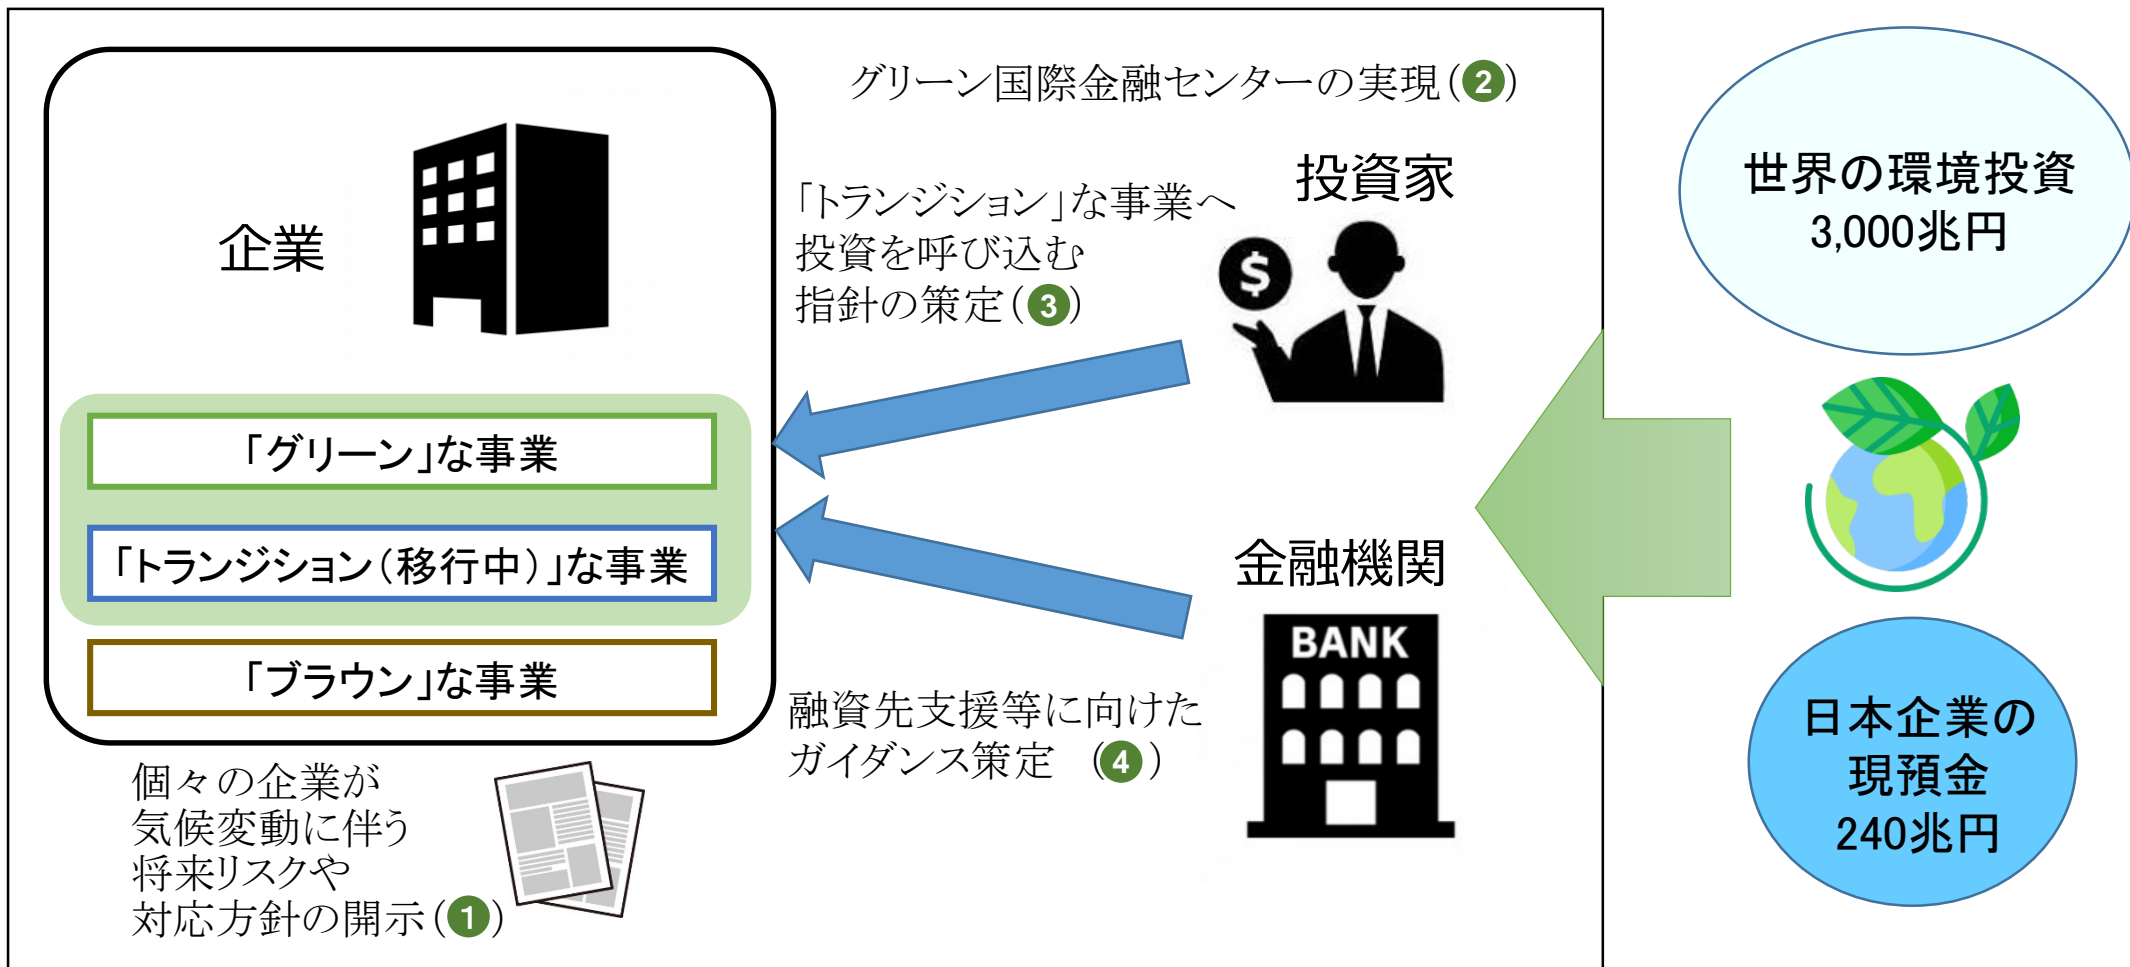 グリーン国際金融センターの実現(2)
企業
「グリーン」な事業
「トランジション(移行中)」な事業
「ブラウン」な事業
個々の企業が
気候変動に伴う
将来リスクや
対応方針の開示(1)
「トランジション」な事業へ
投資を呼び込む
指針の策定(3)
投資家
$
金融機関
BANK
融資先支援等に向けた
ガイダンス策定 (4)
世界の環境投資
3,000兆円
日本企業の
現預金
240兆円